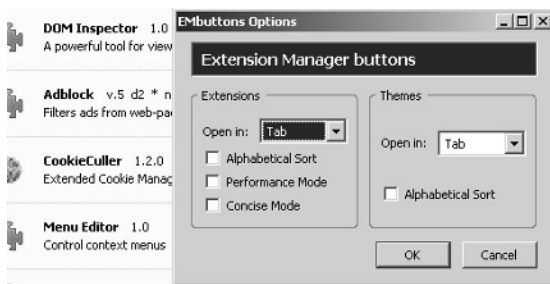 DOM Inspector 1.0
A powerful tool for view
Adblock v.5 d2 * n
Filters ads from web-pa
CookieCuller 1.2.0
Extended Cookie Manag
Menu Editor 1.0
Control context menus
EMbuttons Options
Extension Manager buttons
Extensions
Open in: Tab
Alphabetical Sort
Performance Mode
Concise Mode
Themes
Open in: Tab
Alphabetical Sort
OK Cancel